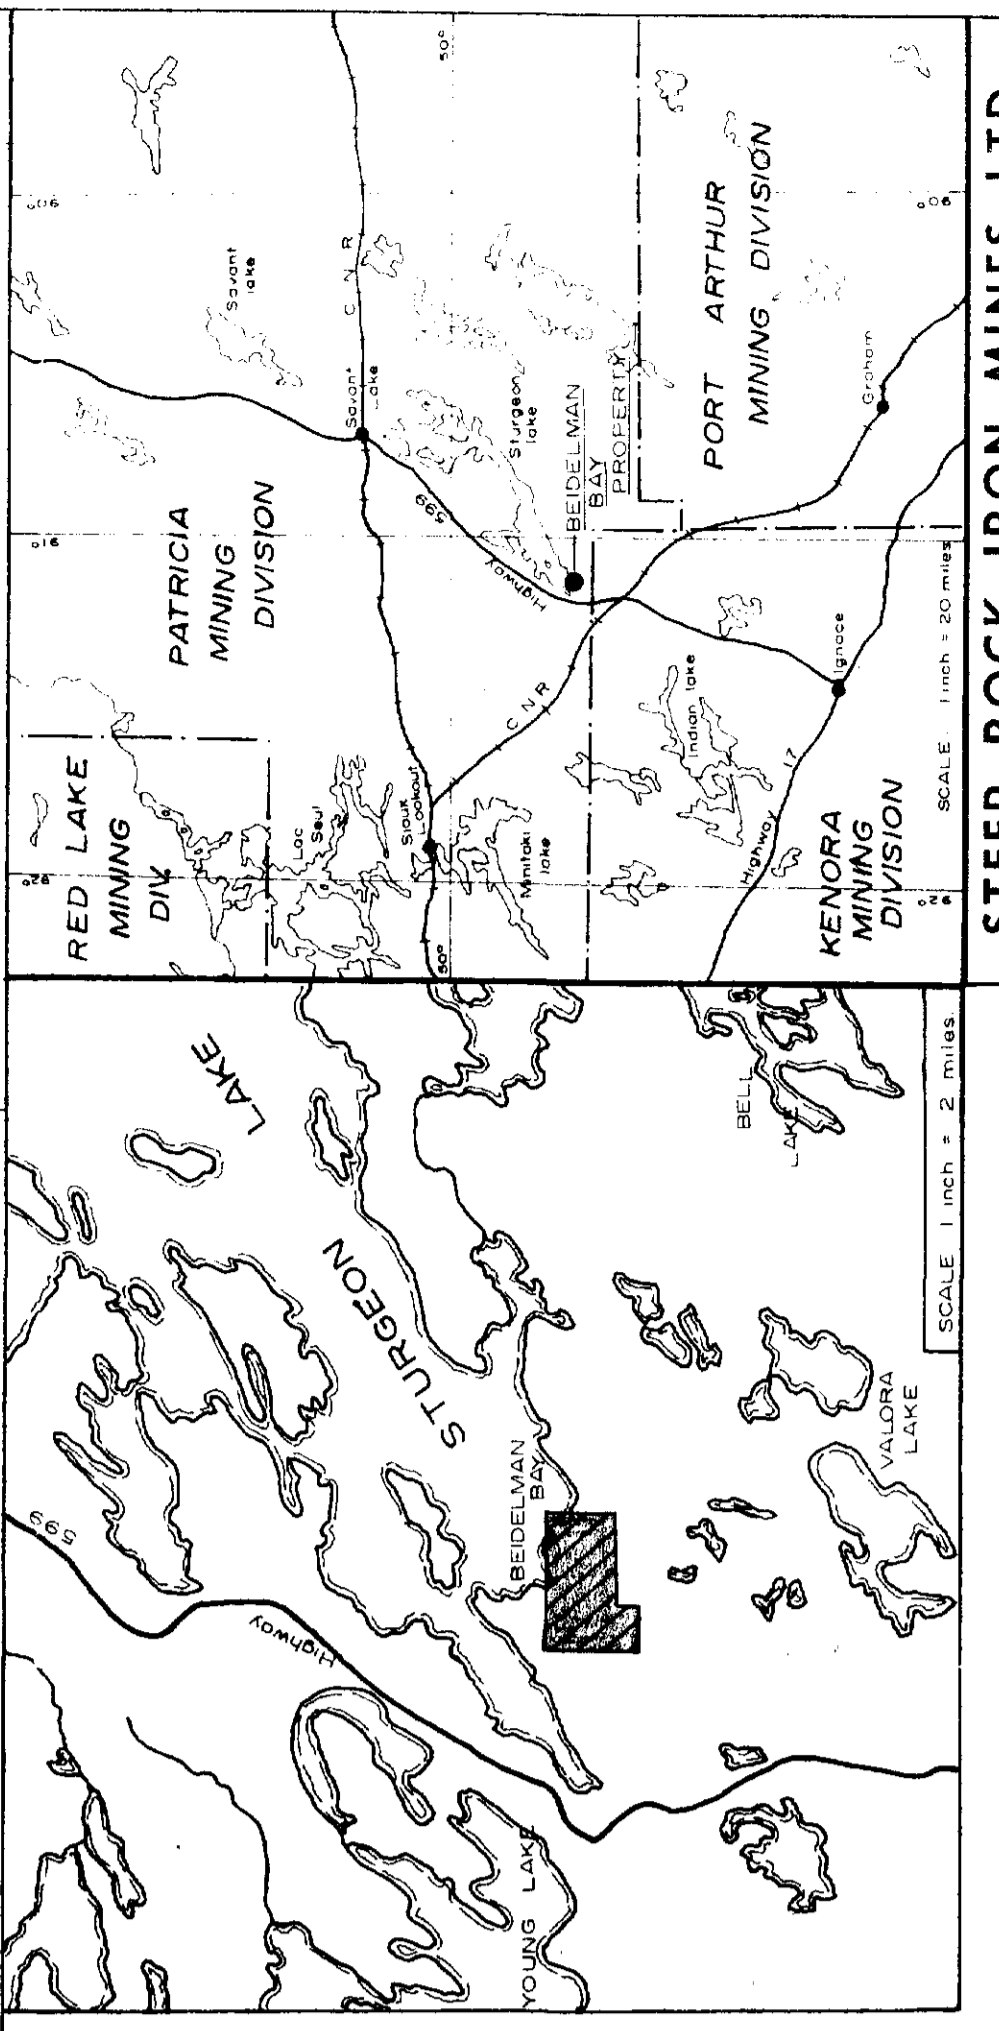 LAKE
STURGEON
599
Highway
BEIDELMAN
BAY
YOUNG LAKE
BELL
LAKE
VALORA
LAKE
SCALE 1 inch = 2 miles.
RED LAKE
MINING
DIV.
PATRICIA
MINING
DIVISION
Savant
lake
Lac
Seul
Sioux
Lookout
50°
Minitaki
lake
C N R
Savant
Lake
C N R
50°
599
Highway
Sturgeon
lake
BEIDELMAN
BAY
PROPERTY
90°
91°
92°
PORT ARTHUR
MINING DIVISION
Indian lake
Ignace
Graham
Highway 17
KENORA
MINING
DIVISION
90°
SCALE 1 inch = 20 miles
STEEP ROCK IRON MINES LTD